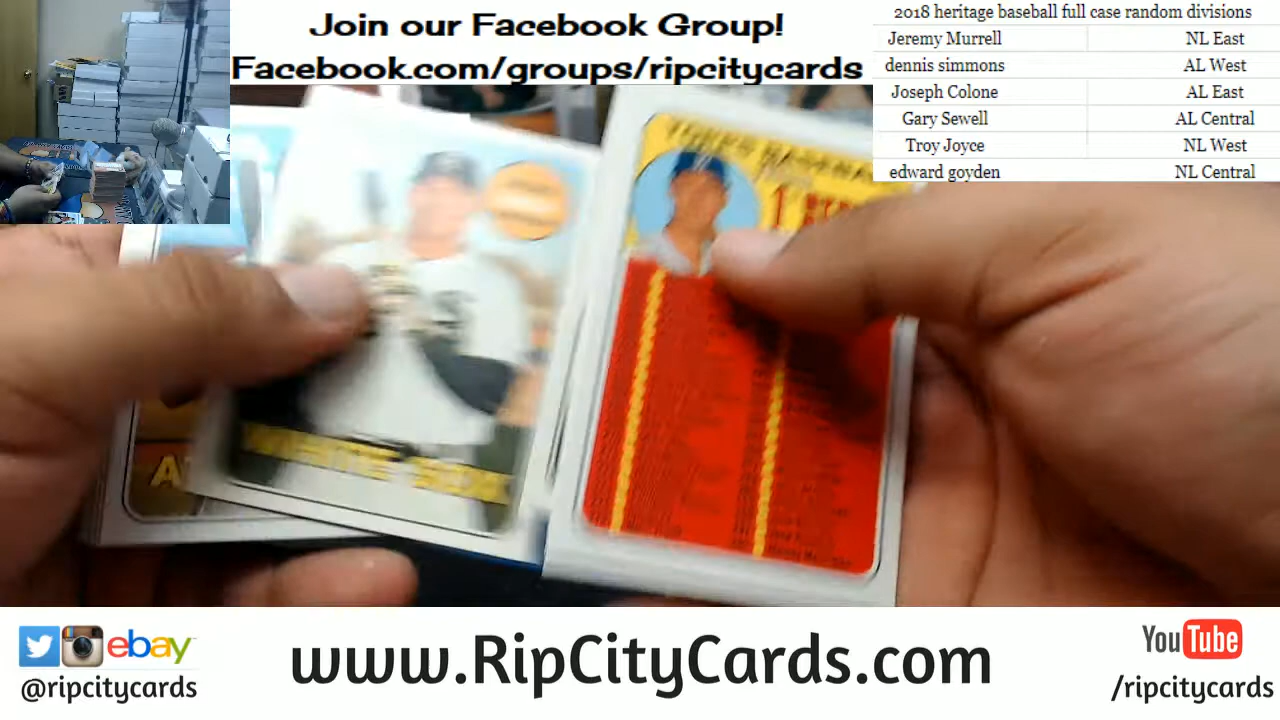 Join our Facebook Group!
Facebook.com/groups/ripcitycards
2018 heritage baseball full case random divisions
Jeremy Murrell NL East
dennis simmons AL West
Joseph Colone AL East
Gary Sewell AL Central
Troy Joyce NL West
edward goyden NL Central
WHITE SOX
A
ebay
@ripcitycards
www.RipCityCards.com
YouTube
/ripcitycards